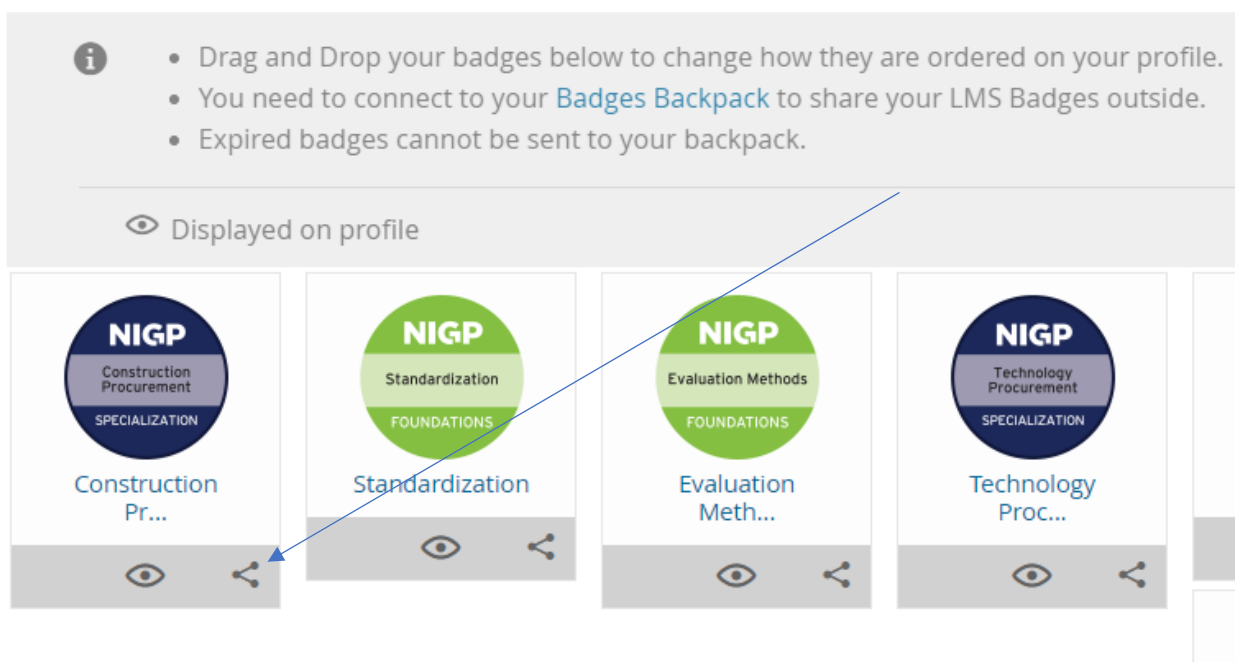 Drag and Drop your badges below to change how they are ordered on your profile.
You need to connect to your Badges Backpack to share your LMS Badges outside.
Expired badges cannot be sent to your backpack.
Displayed on profile
NIGP
Construction
Procurement
SPECIALIZATION
Construction
Pr...
NIGP
Standardization
FOUNDATIONS
Standardization
NIGP
Evaluation Methods
FOUNDATIONS
Evaluation
Meth...
NIGP
Technology
Procurement
SPECIALIZATION
Technology
Proc...